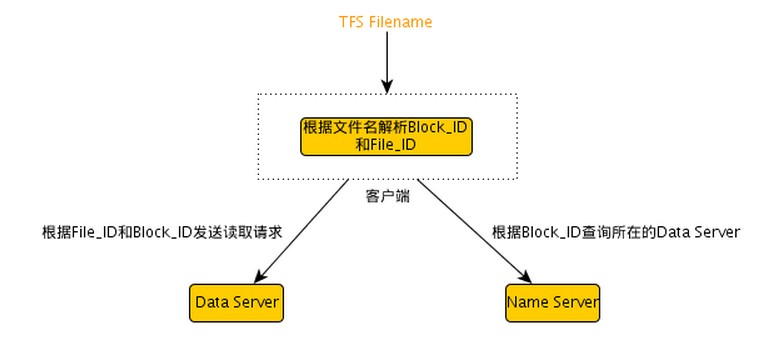 TFS Filename
根据文件名解析Block_ID
和File_ID
客户端
根据File_ID和Block_ID发送读取请求
根据Block_ID查询所在的Data Server
Data Server
Name Server